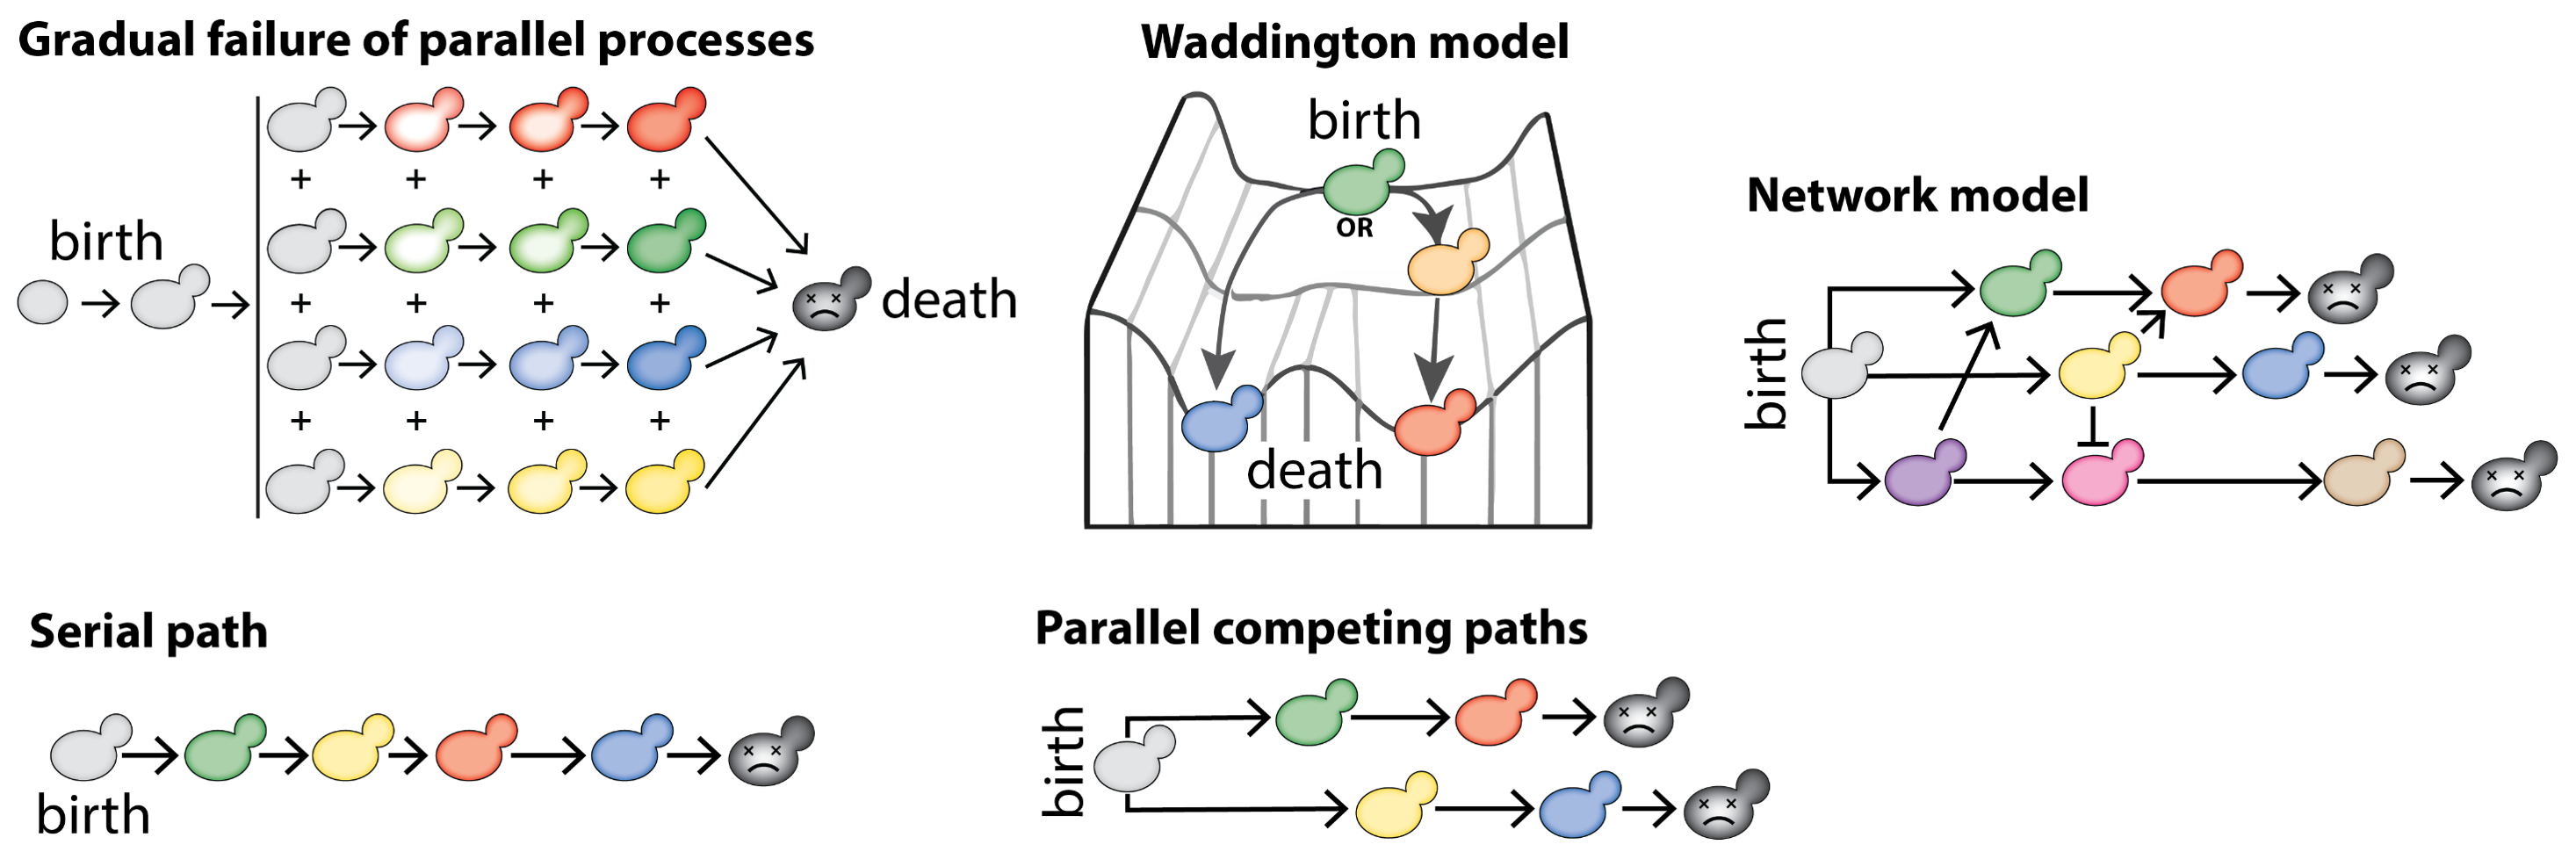 Gradual failure of parallel processes
birth
+ + + +
+ + + +
+ + + +
x x
death
Waddington model
birth
OR
death
Network model
birth
x x
x x
x x
Serial path
birth
x x
Parallel competing paths
birth
x x
x x